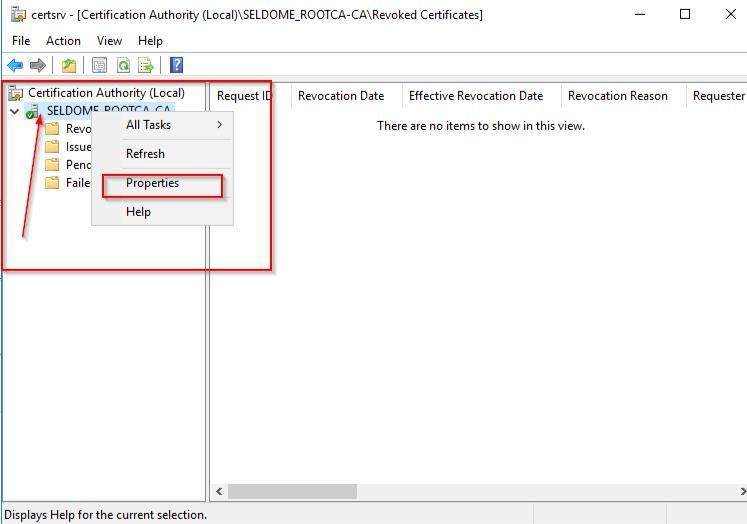 certsrv - [Certification Authority (Local)\SELDOME_ROOTCA-CA\Revoked Certificates]
File Action View Help
Certification Authority (Local)
SELDOME_ROOTCA-CA
Revo
Issue
Pend
Faile
All Tasks
Refresh
Properties
Help
Request ID Revocation Date Effective Revocation Date Revocation Reason Requester
There are no items to show in this view.
Displays Help for the current selection.